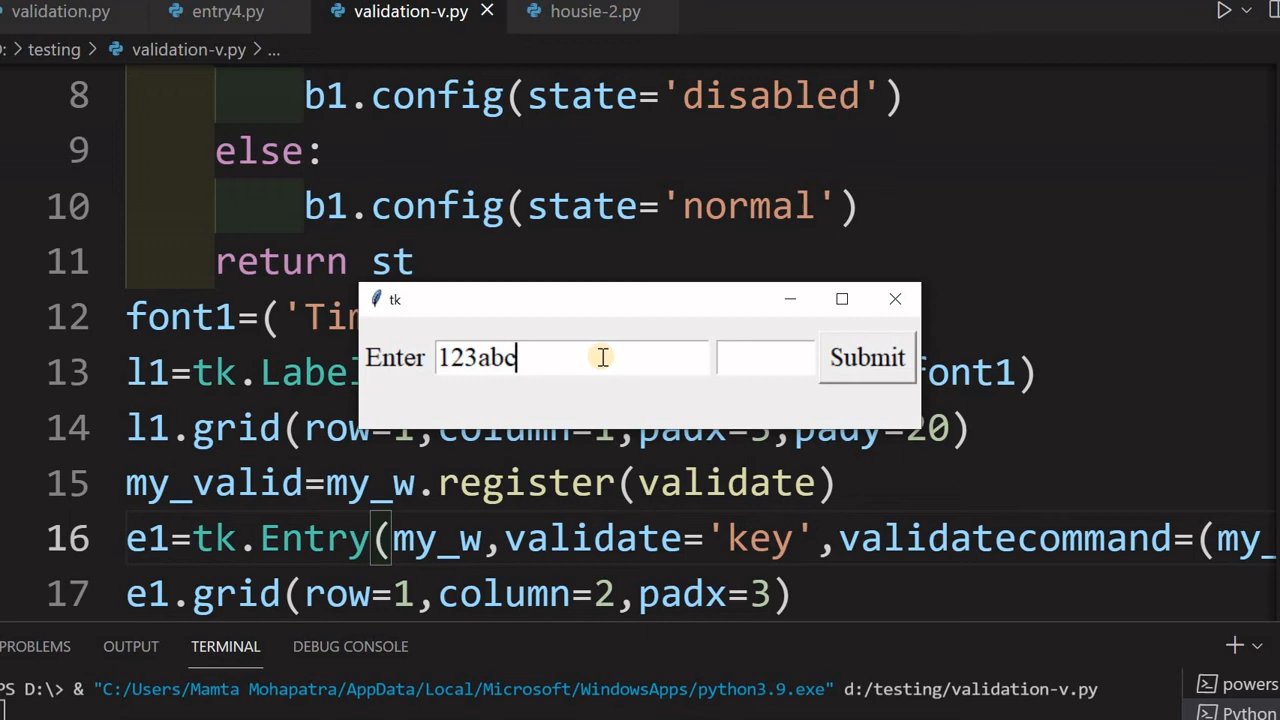 validation.py entry4.py validation-v.py housie-2.py
testing > validation-v.py > ...
8 b1.config(state='disabled')
9 else:
10 b1.config(state='normal')
11 return st
tk
12 font1=('Tim
Enter 123abc Submit
13 l1=tk.Label font1)
14 l1.grid(row=1,column=1,padx=3,pady=20)
15 my_valid=my_w.register(validate)
16 e1=tk.Entry(my_w,validate='key',validatecommand=(my_
17 e1.grid(row=1,column=2,padx=3)
PROBLEMS OUTPUT TERMINAL DEBUG CONSOLE
PS D:\> & "C:/Users/Mamta Mohapatra/AppData/Local/Microsoft/WindowsApps/python3.9.exe" d:/testing/validation-v.py
powers
Python